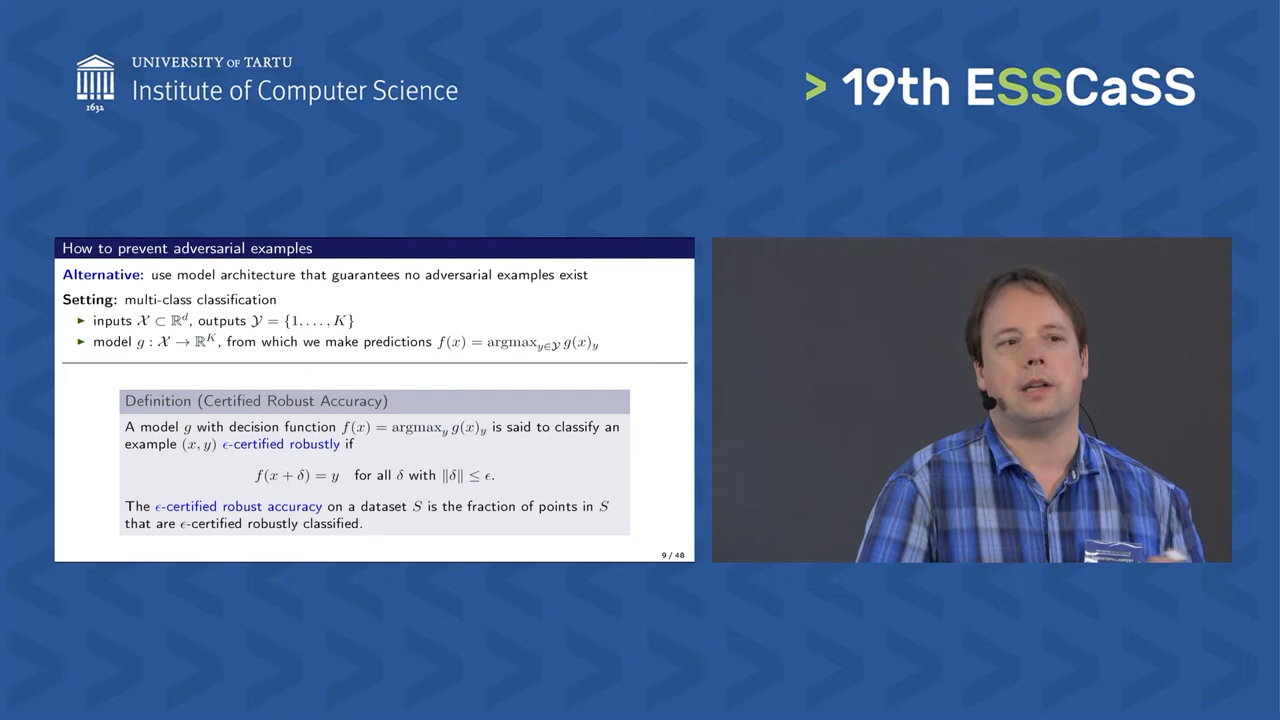 UNIVERSITY OF TARTU
Institute of Computer Science
1632
> 19th ESSCaSS
How to prevent adversarial examples
Alternative: use model architecture that guarantees no adversarial examples exist
Setting: multi-class classification
▶ inputs 𝒳 ⊂ ℝ^d, outputs 𝒴 = {1, . . . , K}
▶ model g : 𝒳 → ℝ^K, from which we make predictions f(x) = argmax_{y∈𝒴} g(x)_y
Definition (Certified Robust Accuracy)
A model g with decision function f(x) = argmax_y g(x)_y is said to classify an
example (x, y) ϵ-certified robustly if
f(x + δ) = y for all δ with ‖δ‖ ≤ ϵ.
The ϵ-certified robust accuracy on a dataset S is the fraction of points in S
that are ϵ-certified robustly classified.
9 / 48